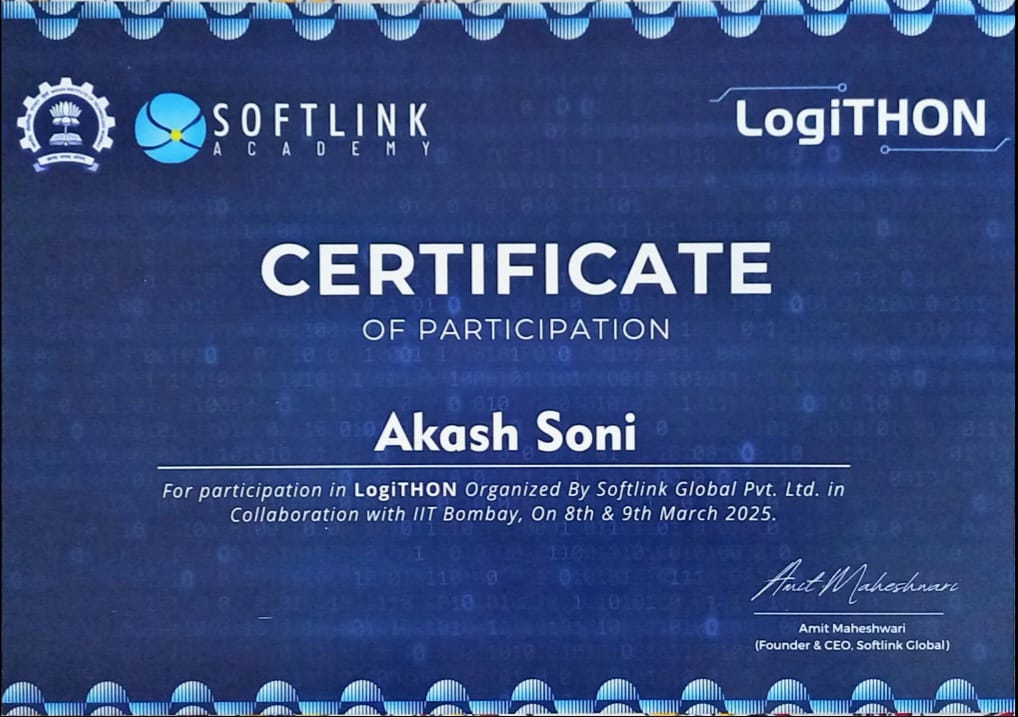 SOFTLINK
ACADEMY
LogiTHON
CERTIFICATE
OF PARTICIPATION
Akash Soni
For participation in LogiTHON Organized By Softlink Global Pvt. Ltd. in
Collaboration with IIT Bombay, On 8th & 9th March 2025.
Amit Maheshwari
Amit Maheshwari
(Founder & CEO, Softlink Global)